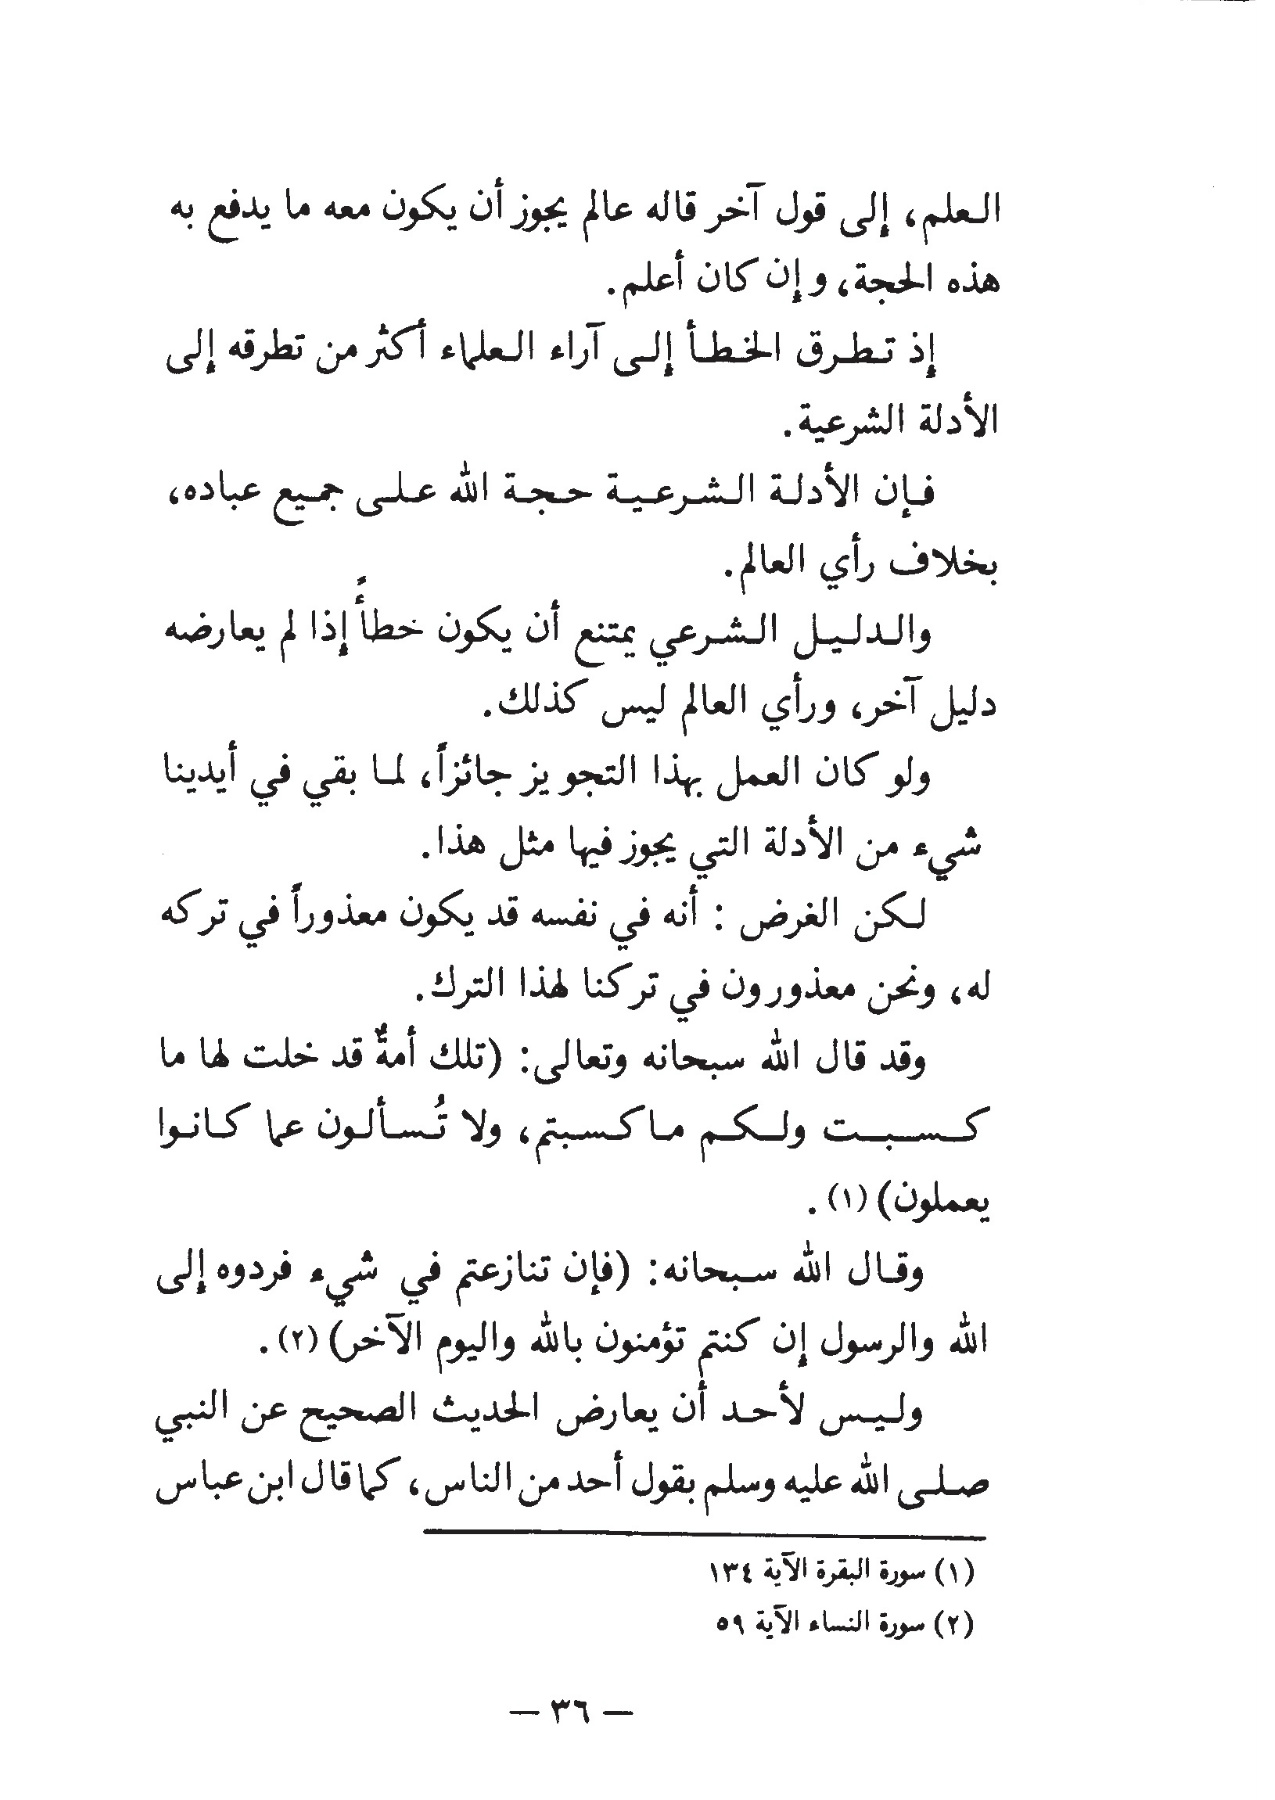 العلم، إلى قول آخر قاله عالم يجوز أن يكون معه ما يدفع به
هذه الحجة، وإن كان أعلم.
إذ تطرق الخطأ إلى آراء العلماء أكثر من تطرقه إلى
الأدلة الشرعية.
فإن الأدلة الشرعية حجة الله على جميع عباده،
بخلاف رأي العالم.
والدليل الشرعي يمتنع أن يكون خطأً إذا لم يعارضه
دليل آخر، ورأي العالم ليس كذلك.
ولو كان العمل بهذا التجويز جائزاً، لما بقي في أيدينا
شيء من الأدلة التي يجوز فيها مثل هذا.
لكن الغرض : أنه في نفسه قد يكون معذوراً في تركه
له، ونحن معذورون في تركنا لهذا الترك.
وقد قال الله سبحانه وتعالى: (تلك أمةٌ قد خلت لها ما
كسبت ولكم ما كسبتم، ولا تُسألون عما كانوا
يعملون) (١) .
وقال الله سبحانه: (فإن تنازعتم في شيء فردوه إلى
الله والرسول إن كنتم تؤمنون بالله واليوم الآخر) (٢) .
وليس لأحد أن يعارض الحديث الصحيح عن النبي
صلى الله عليه وسلم بقول أحد من الناس، كما قال ابن عباس
(١) سورة البقرة الآية ١٣٤
(٢) سورة النساء الآية ٥٩
— ٣٦ —